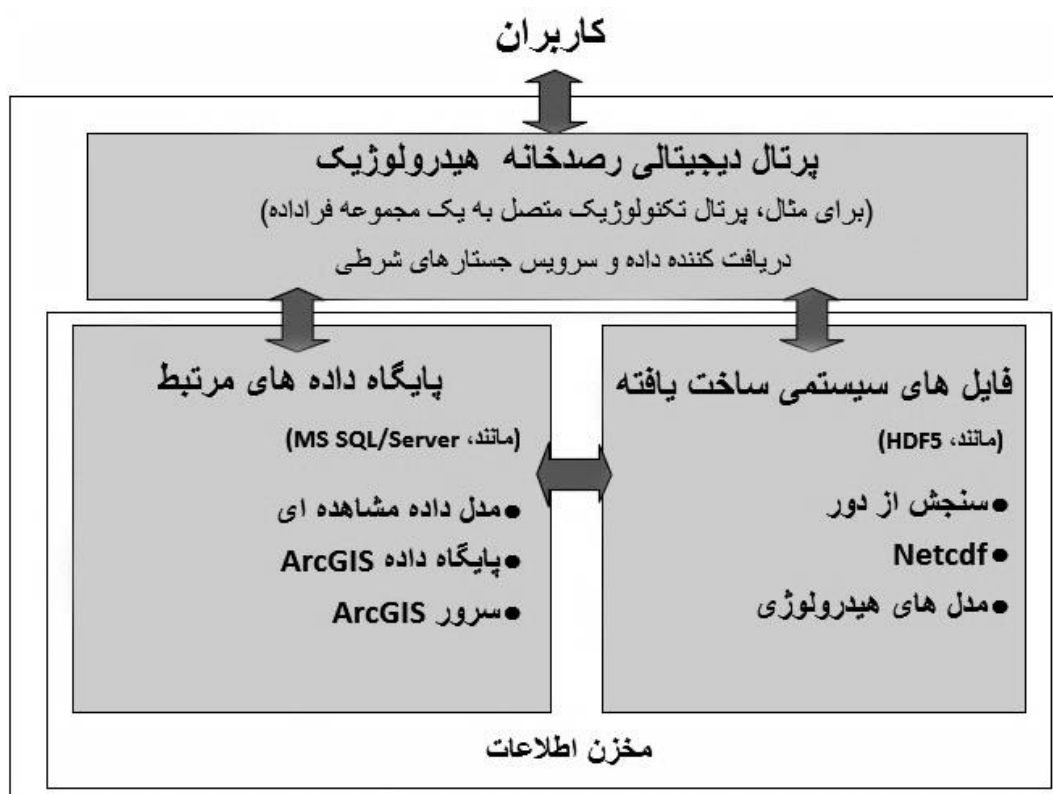 کاربران
پرتال دیجیتالی رصدخانه هیدرولوژیک
(برای مثال، پرتال تکنولوژیک متصل به یک مجموعه فراداده)
دریافت کننده داده و سرویس جستارهای شرطی
فایل های سیستمی ساخت یافته
(مانند، HDF5)
●سنجش از دور
●Netcdf
●مدل های هیدرولوژی
پایگاه داده های مرتبط
(مانند، MS SQL/Server)
●مدل داده مشاهده ای
●پایگاه داده ArcGIS
●سرور ArcGIS
مخزن اطلاعات